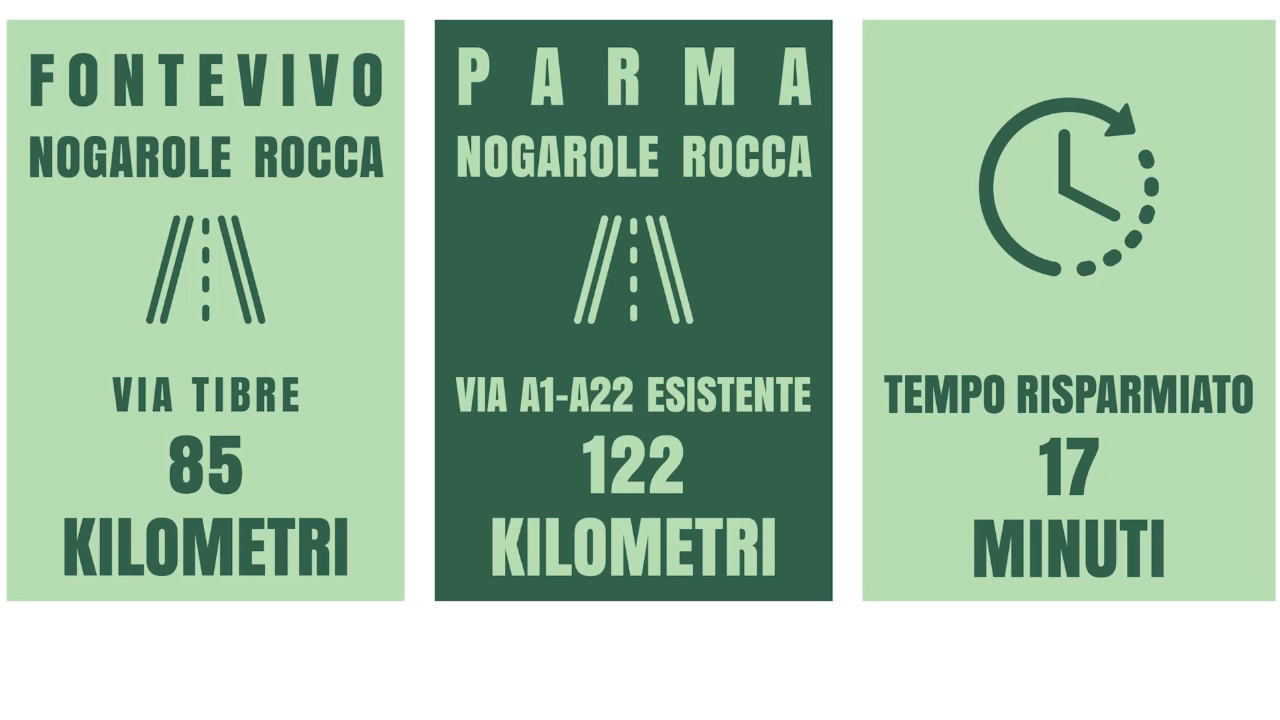 FONTEVIVO
NOGAROLE ROCCA
VIA TIBRE
85
KILOMETRI
PARMA
NOGAROLE ROCCA
VIA A1-A22 ESISTENTE
122
KILOMETRI
TEMPO RISPARMIATO
17
MINUTI